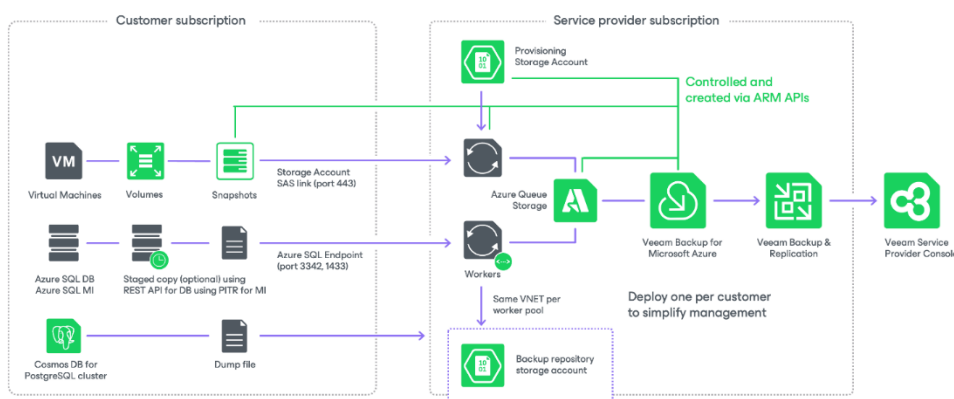 Customer subscription
Service provider subscription
10
01
Provisioning
Storage Account
Controlled and
created via ARM APIs
VM
Virtual Machines
Volumes
Snapshots
Storage Account
SAS link (port 443)
Azure Queue
Storage
Veeam Backup for
Microsoft Azure
Veeam Backup &
Replication
Veeam Service
Provider Console
Azure SQL DB
Azure SQL MI
Staged copy (optional) using
REST API for DB using PITR for MI
Azure SQL Endpoint
(port 3342, 1433)
Workers
Same VNET per
worker pool
Deploy one per customer
to simplify management
Cosmos DB for
PostgreSQL cluster
Dump file
10
01
Backup repository
storage account